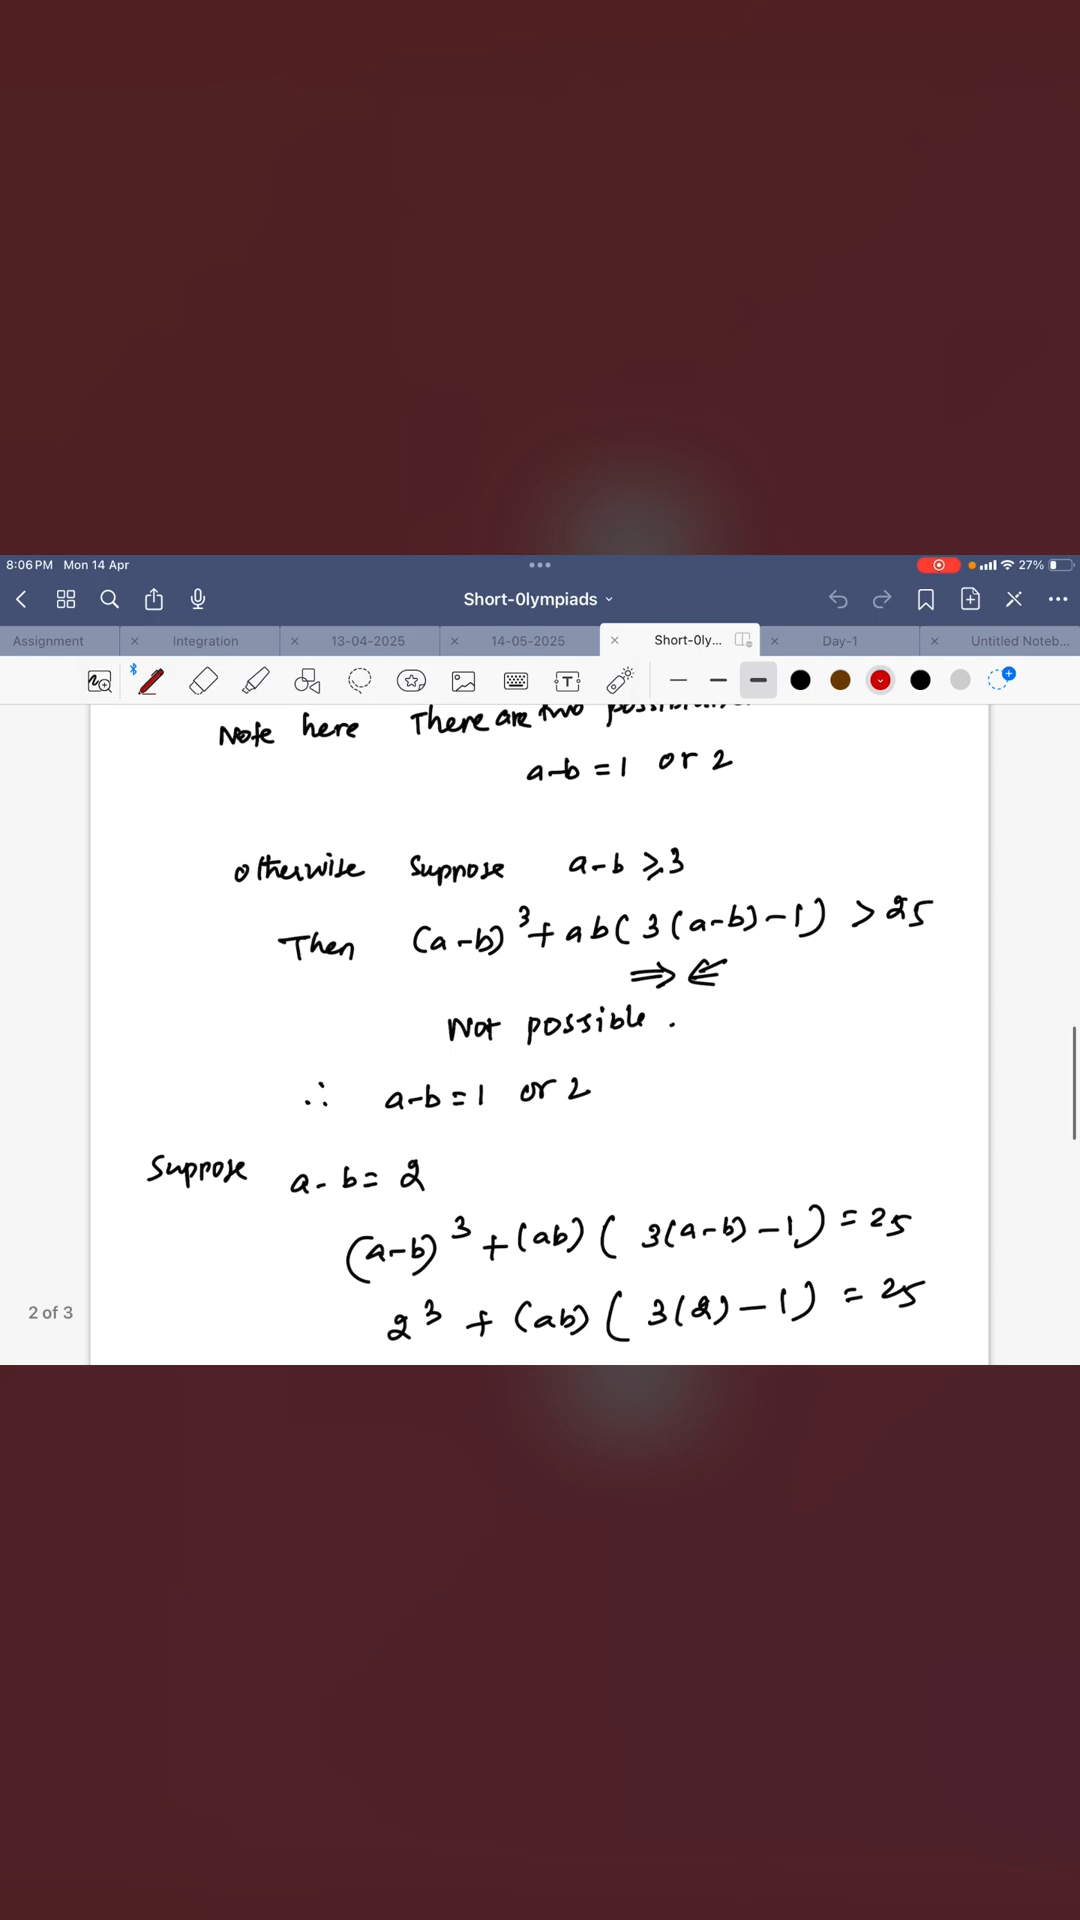 8:06 PM Mon 14 Apr
27%
Short-0lympiads
Assignment
Integration
13-04-2025
14-05-2025
Short-0ly...
Day-1
Untitled Noteb...
Note here There are two
a-b = 1 or 2
otherwise Suppose a-b ⩾ 3
Then (a-b)³ + ab( 3(a-b) - 1) > 25
⇒⇐
Not possible .
∴ a-b = 1 or 2
Suppose a-b = 2
(a-b)³ + (ab) ( 3(a-b) - 1) = 25
2³ + (ab) ( 3(2) - 1) = 25
2 of 3